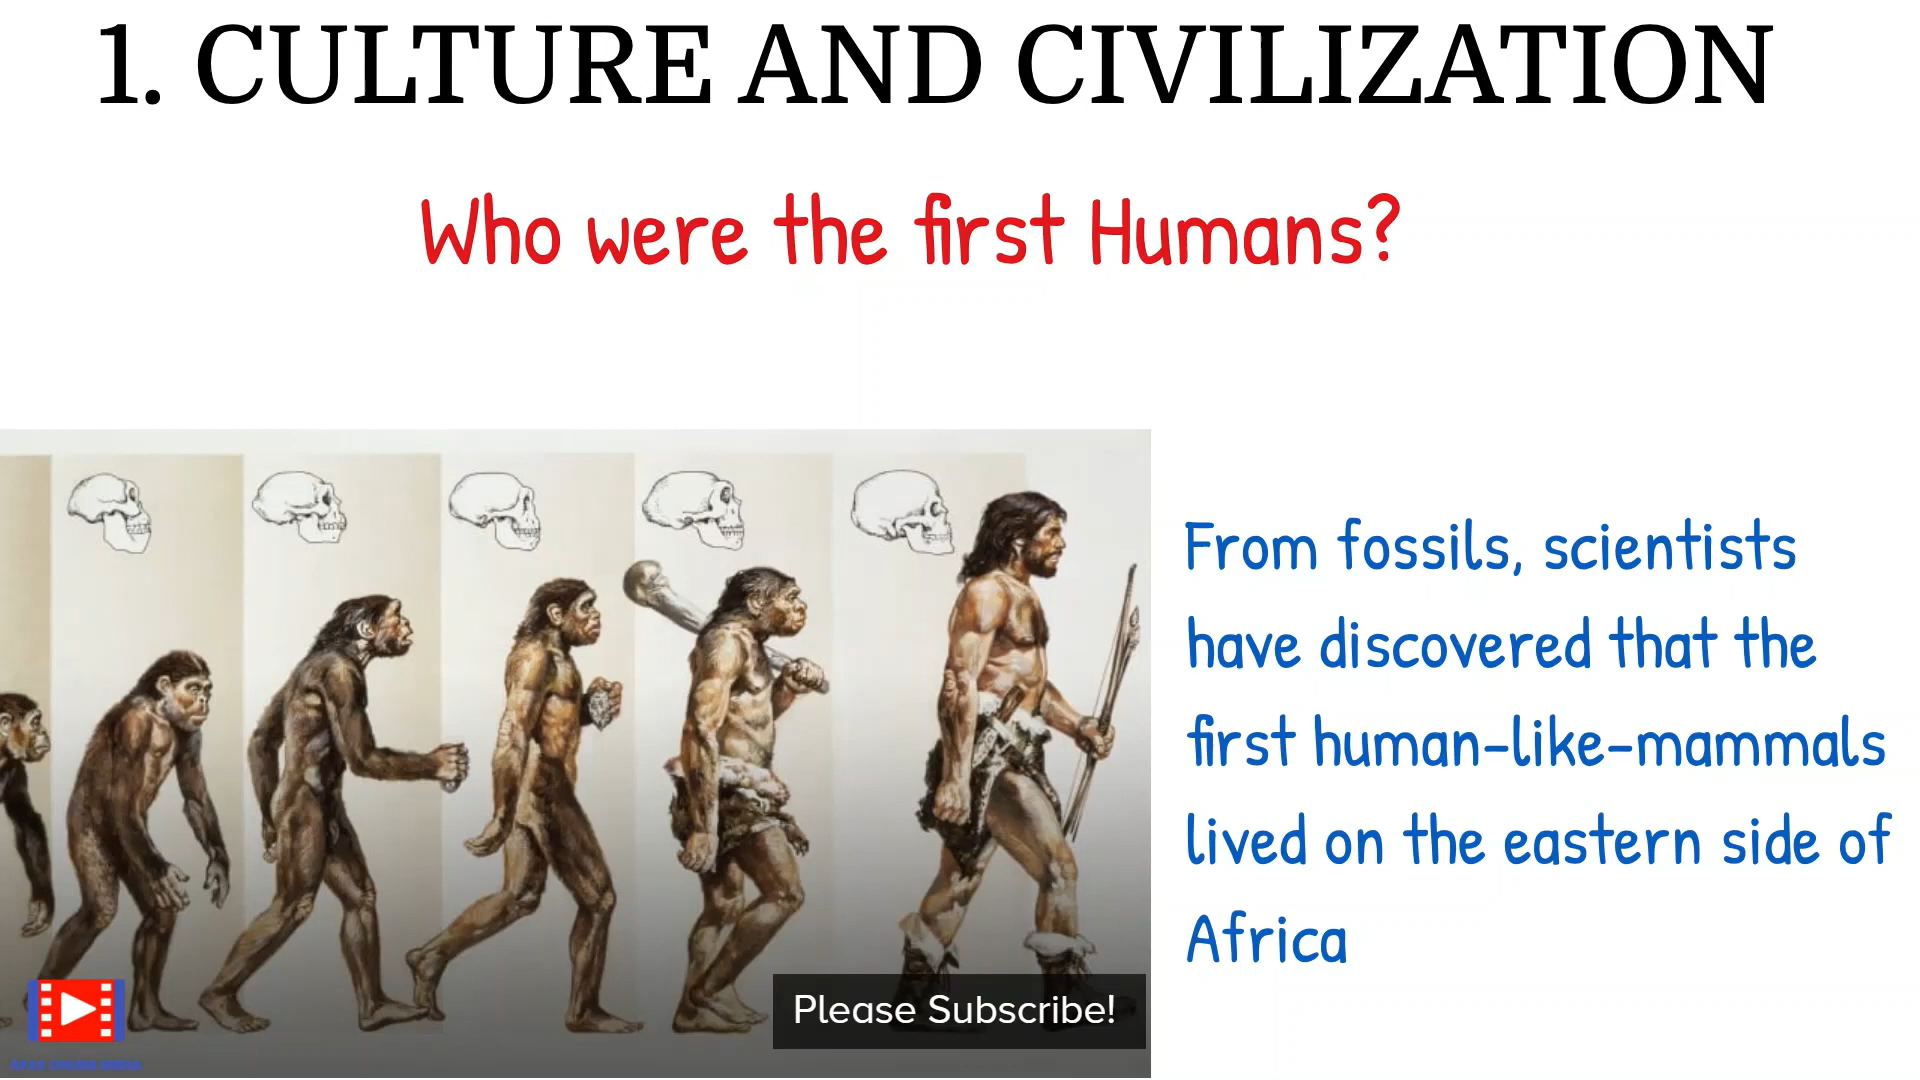 1. CULTURE AND CIVILIZATION
Who were the first Humans?
From fossils, scientists
have discovered that the
first human-like-mammals
lived on the eastern side of
Africa
Please Subscribe!